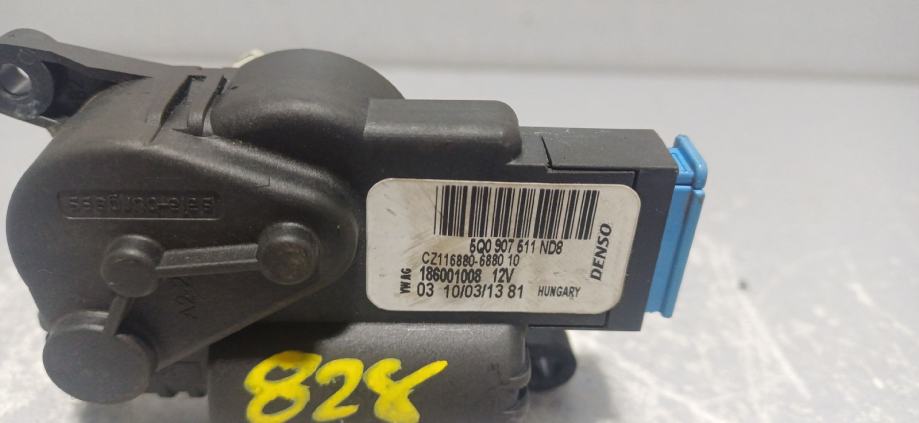 5Q0 907 511 ND8
CZ116880-6880 10
186001008 12V
VW AG
03 10/03/13 81 HUNGARY
DENSO
828